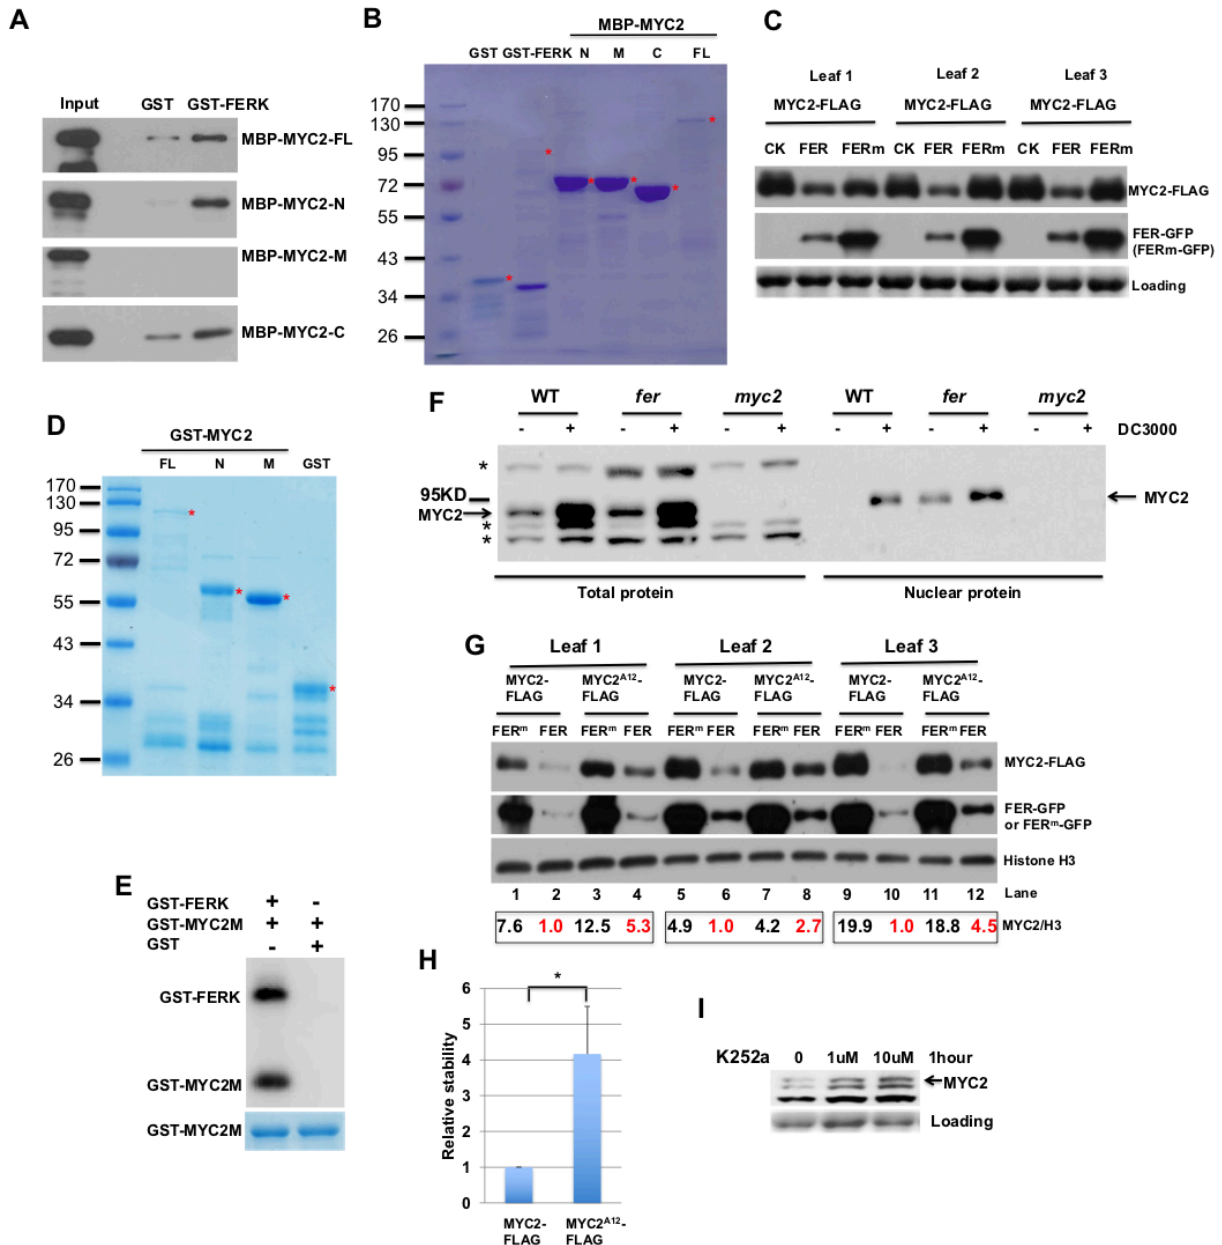 A
Input GST GST-FERK
MBP-MYC2-FL
MBP-MYC2-N
MBP-MYC2-M
MBP-MYC2-C
B
MBP-MYC2
GST GST-FERK N M C FL
170
130
95
72
55
43
34
26
*
*
*
*
*
*
C
Leaf 1 Leaf 2 Leaf 3
MYC2-FLAG MYC2-FLAG MYC2-FLAG
CK FER FERm CK FER FERm CK FER FERm
MYC2-FLAG
FER-GFP
(FERm-GFP)
Loading
D
GST-MYC2
FL N M GST
170
130
95
72
55
43
34
26
*
*
*
*
E
GST-FERK + -
GST-MYC2M + +
GST - +
GST-FERK
GST-MYC2M
GST-MYC2M
F
WT fer myc2 WT fer myc2
- + - + - + - + - + - + DC3000
*
95KD
MYC2
*
*
MYC2
Total protein Nuclear protein
G
Leaf 1 Leaf 2 Leaf 3
MYC2-FLAG MYC2A12-FLAG MYC2-FLAG MYC2A12-FLAG MYC2-FLAG MYC2A12-FLAG
FERm FER FERm FER FERm FER FERm FER FERm FER FERm FER
MYC2-FLAG
FER-GFP
or FERm-GFP
Histone H3
1 2 3 4 5 6 7 8 9 10 11 12 Lane
7.6 1.0 12.5 5.3 4.9 1.0 4.2 2.7 19.9 1.0 18.8 4.5 MYC2/H3
H
Relative stability
6
5
4
3
2
1
0
*
MYC2-FLAG MYC2A12-FLAG
I
K252a 0 1uM 10uM 1hour
MYC2
Loading